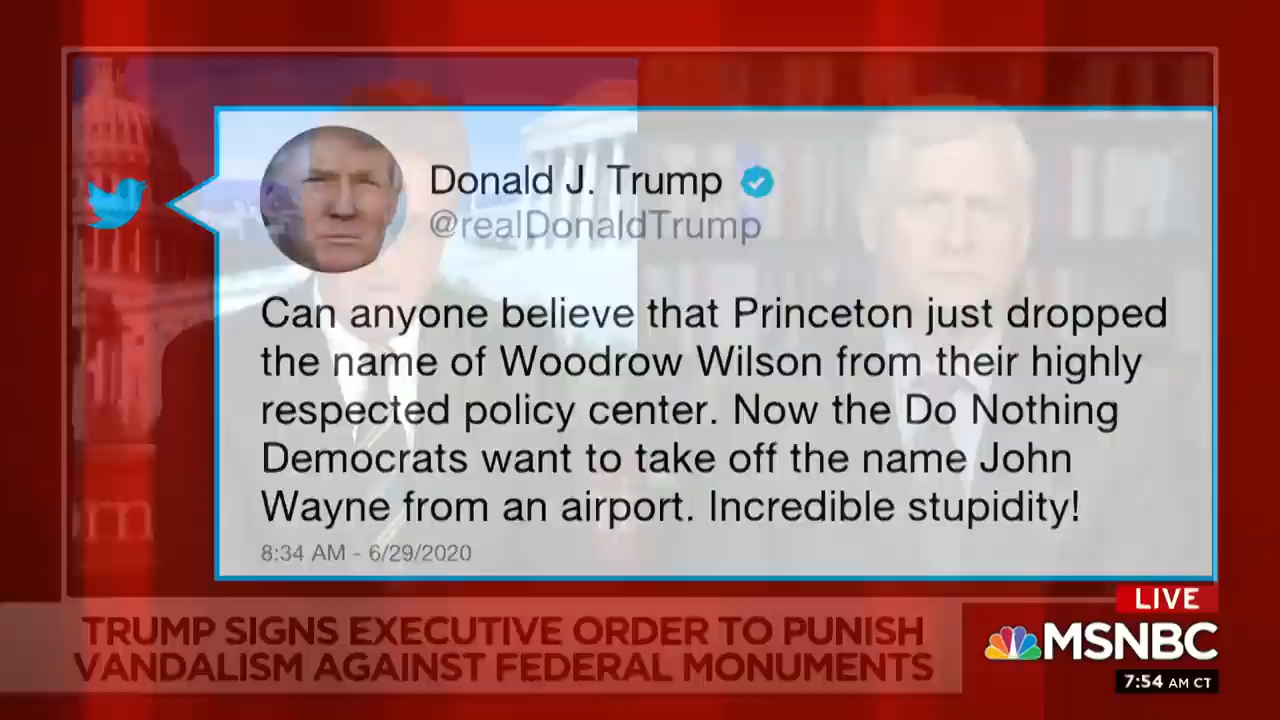 Donald J. Trump
@realDonaldTrump
Can anyone believe that Princeton just dropped
the name of Woodrow Wilson from their highly
respected policy center. Now the Do Nothing
Democrats want to take off the name John
Wayne from an airport. Incredible stupidity!
8:34 AM - 6/29/2020
LIVE
TRUMP SIGNS EXECUTIVE ORDER TO PUNISH
VANDALISM AGAINST FEDERAL MONUMENTS
MSNBC
7:54 AM CT